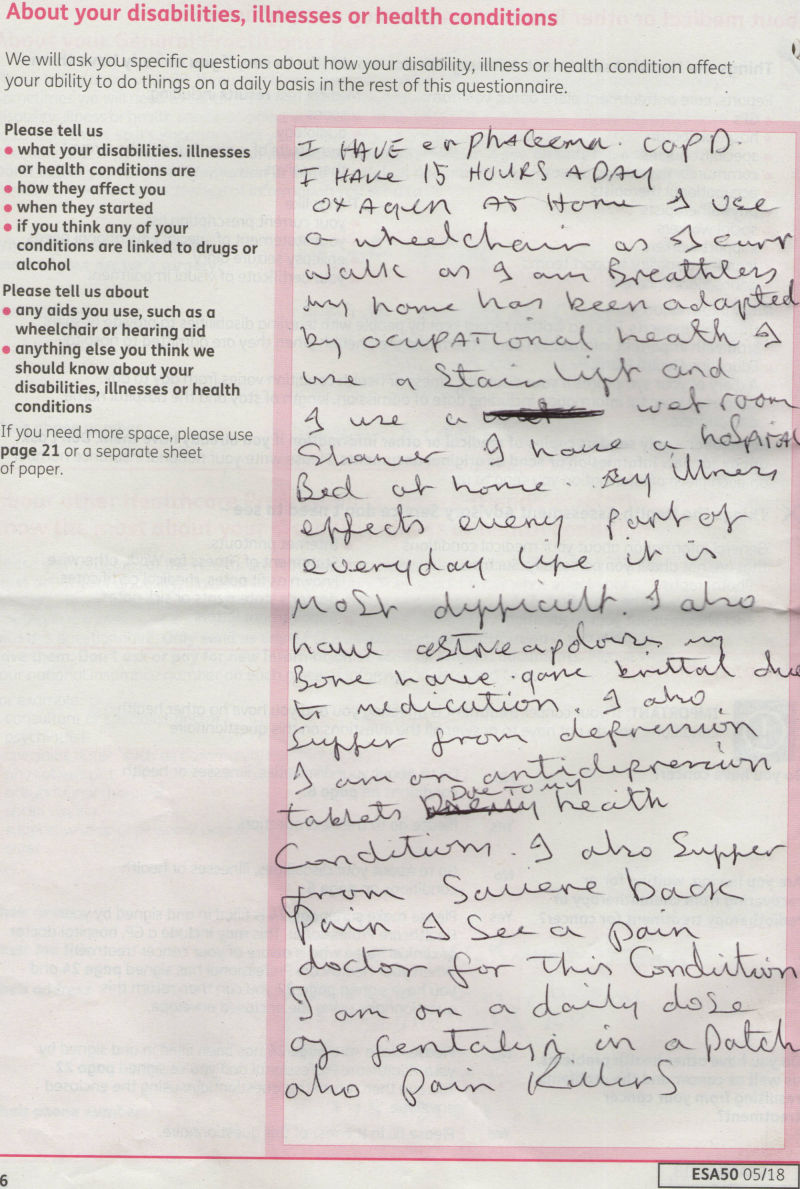 About your disabilities, illnesses or health conditions
We will ask you specific questions about how your disability, illness or health condition affect
your ability to do things on a daily basis in the rest of this questionnaire.
Please tell us
• what your disabilities. illnesses
or health conditions are
• how they affect you
• when they started
• if you think any of your
conditions are linked to drugs or
alcohol
Please tell us about
• any aids you use, such as a
wheelchair or hearing aid
• anything else you think we
should know about your
disabilities, illnesses or health
conditions
If you need more space, please use
page 21 or a separate sheet
of paper.
I HAVE emphaceema. COPD.
I HAVE 15 HOURS A DAY
oxAgen AT Home I use
a wheelchair as I
walk as I am Breathless
my home has been adapted
by ocupational heath I
use a Stair lift and
I use a wet room
Shower I have a hospital
Bed at home. My illness
effects every part of
everyday life it is
MOST difficult. I also
have my
Bone have gone brittal due
to medication. I also
Suffer from depression
I am on antidepression
tablets DUE TO MY heaith
Conditions. I also Suffer
from Sauere back
Pain I See a pain
doctor for This Condition
I am on a daily dose
of in a Patch
also Pain Killers
6
ESA50 05/18